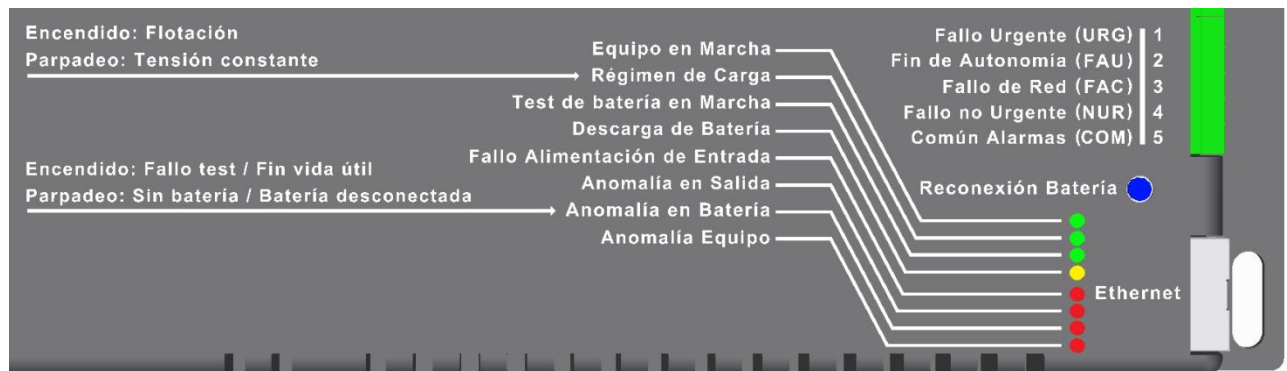 Encendido: Flotación
Parpadeo: Tensión constante
Equipo en Marcha
Régimen de Carga
Test de batería en Marcha
Descarga de Batería
Fallo Alimentación de Entrada
Anomalía en Salida
Anomalía en Batería
Anomalía Equipo
Encendido: Fallo test / Fin vida útil
Parpadeo: Sin batería / Batería desconectada
Fallo Urgente (URG) 1
Fin de Autonomía (FAU) 2
Fallo de Red (FAC) 3
Fallo no Urgente (NUR) 4
Común Alarmas (COM) 5
Reconexión Batería
Ethernet